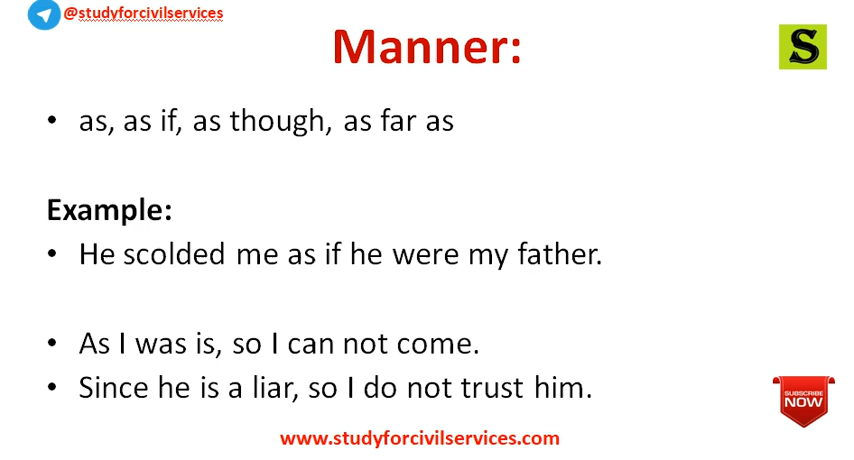 @studyforcivilservices
Manner:
S
• as, as if, as though, as far as
Example:
• He scolded me as if he were my father.
• As I was is, so I can not come.
• Since he is a liar, so I do not trust him.
SUBSCRIBE
NOW
www.studyforcivilservices.com